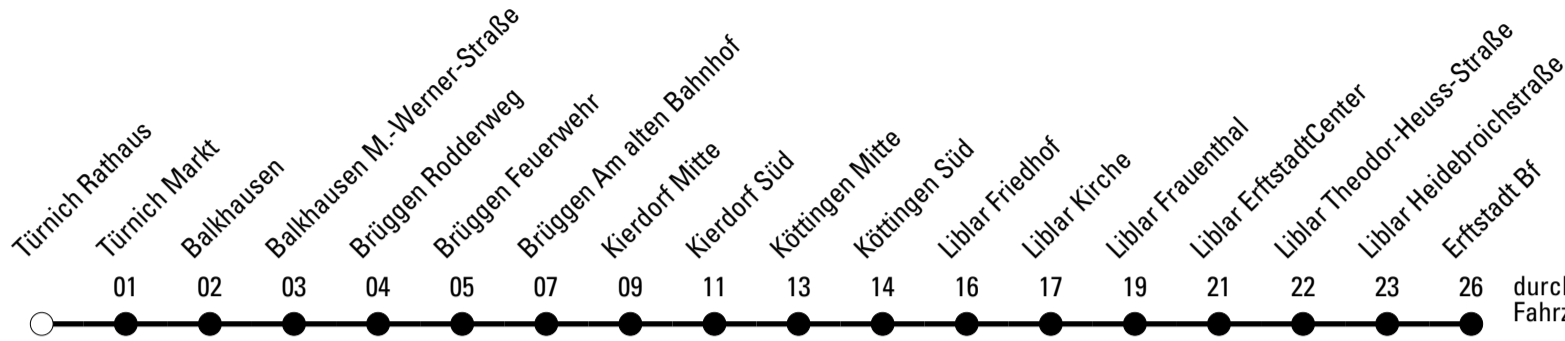 Türnich Rathaus
Türnich Markt
Balkhausen
Balkhausen M.-Werner-Straße
Brüggen Rodderweg
Brüggen Feuerwehr
Brüggen Am alten Bahnhof
Kierdorf Mitte
Kierdorf Süd
Köttingen Mitte
Köttingen Süd
Liblar Friedhof
Liblar Kirche
Liblar Frauenthal
Liblar ErftstadtCenter
Liblar Theodor-Heuss-Straße
Liblar Heidebroichstraße
Erftstadt Bf
01 02 03 04 05 07 09 11 13 14 16 17 19 21 22 23 26